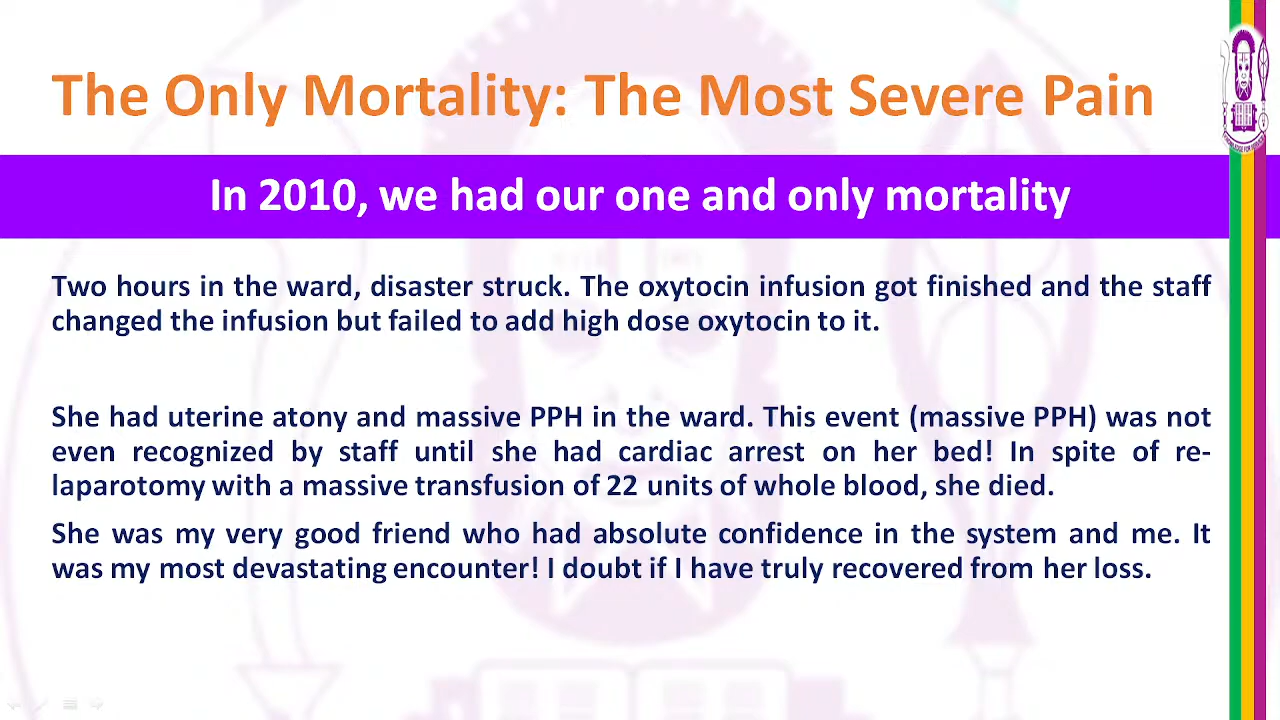 The Only Mortality: The Most Severe Pain
In 2010, we had our one and only mortality
Two hours in the ward, disaster struck. The oxytocin infusion got finished and the staff
changed the infusion but failed to add high dose oxytocin to it.
She had uterine atony and massive PPH in the ward. This event (massive PPH) was not
even recognized by staff until she had cardiac arrest on her bed! In spite of re-
laparotomy with a massive transfusion of 22 units of whole blood, she died.
She was my very good friend who had absolute confidence in the system and me. It
was my most devastating encounter! I doubt if I have truly recovered from her loss.